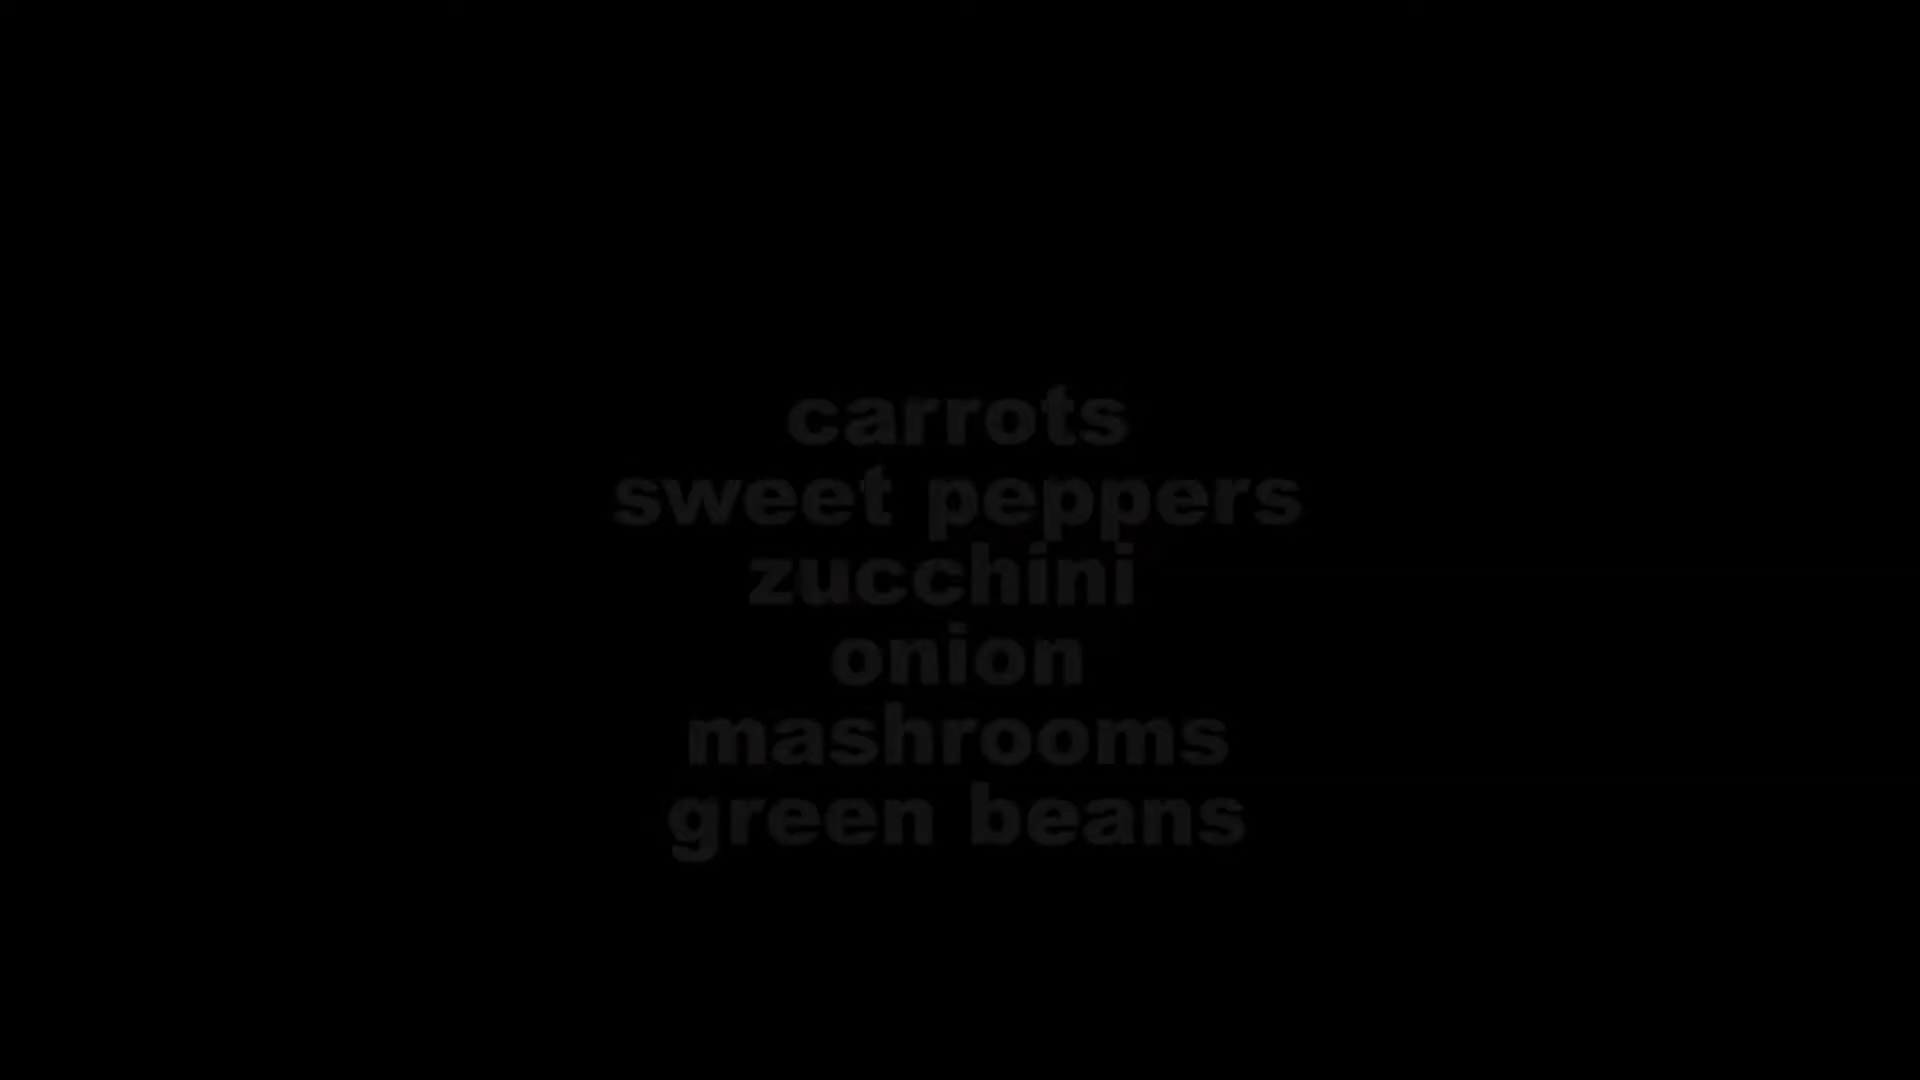 carrots
sweet peppers
zucchini
onion
mashrooms
green beans